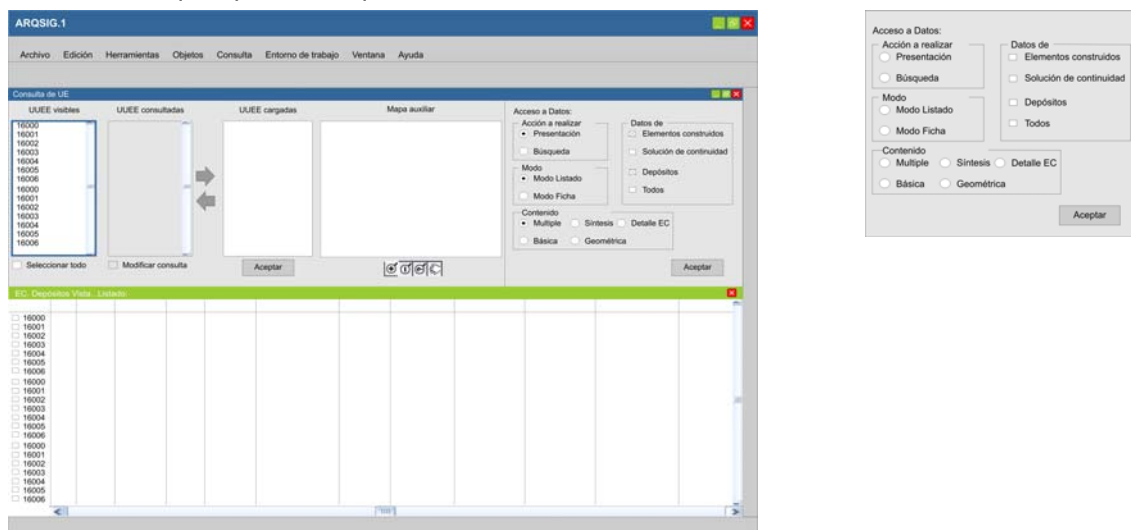 ARQSIG.1
Archivo Edición Herramientas Objetos Consulta Entorno de trabajo Ventana Ayuda
Consulta de UE
UUEE visibles UUEE consultadas UUEE cargadas Mapa auxiliar
16000
16001
16002
16003
16004
16005
16006
16000
16001
16002
16003
16004
16005
16006
Seleccionar todo Modificar consulta Aceptar
Acceso a Datos:
Acción a realizar Datos de
Presentación Elementos construidos
Búsqueda Solución de continuidad
Modo
Modo Listado Depósitos
Modo Ficha Todos
Contenido
Multiple Síntesis Detalle EC
Básica Geométrica
Aceptar
EC. Depósitos Vista. Listado
16000
16001
16002
16003
16004
16005
16006
16000
16001
16002
16003
16004
16005
16006
16000
16001
16002
16003
16004
16005
16006
Acceso a Datos:
Acción a realizar Datos de
Presentación Elementos construidos
Búsqueda Solución de continuidad
Modo
Modo Listado Depósitos
Modo Ficha Todos
Contenido
Multiple Síntesis Detalle EC
Básica Geométrica
Aceptar